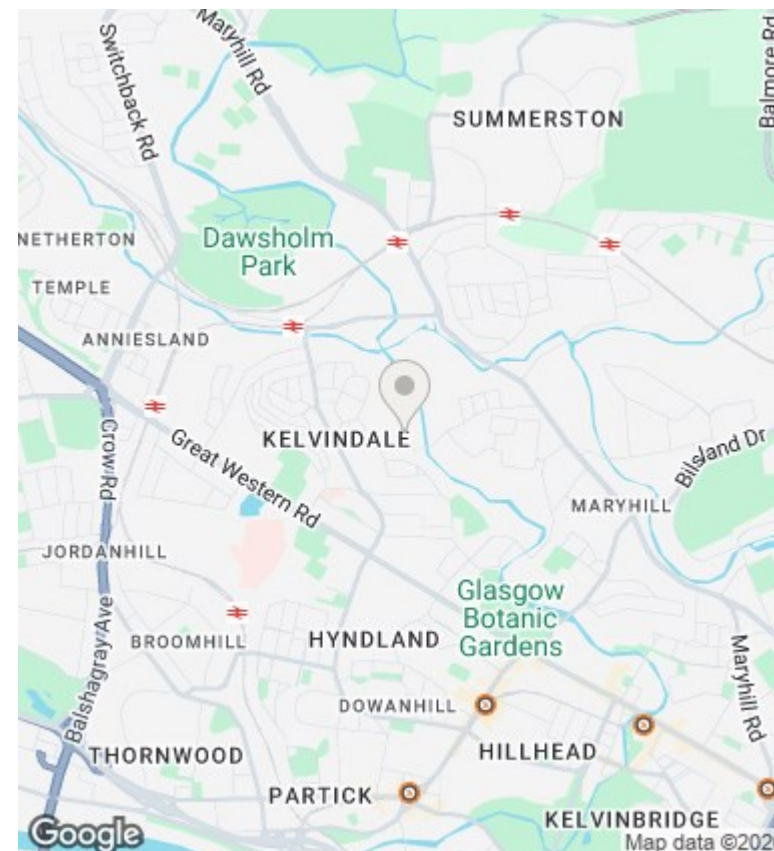 Maryhill Rd
Switchback Rd
Balmore Rd
SUMMERSTON
NETHERTON
Dawsholm
Park
TEMPLE
ANNIESLAND
Crow Rd
KELVINDALE
Great Western Rd
Bilsland Dr
MARYHILL
JORDANHILL
Glasgow
Botanic
Gardens
Balshagray Ave
BROOMHILL
HYNDLAND
Maryhill Rd
DOWANHILL
THORNWOOD
HILLHEAD
PARTICK
KELVINBRIDGE
Google
Map data ©202